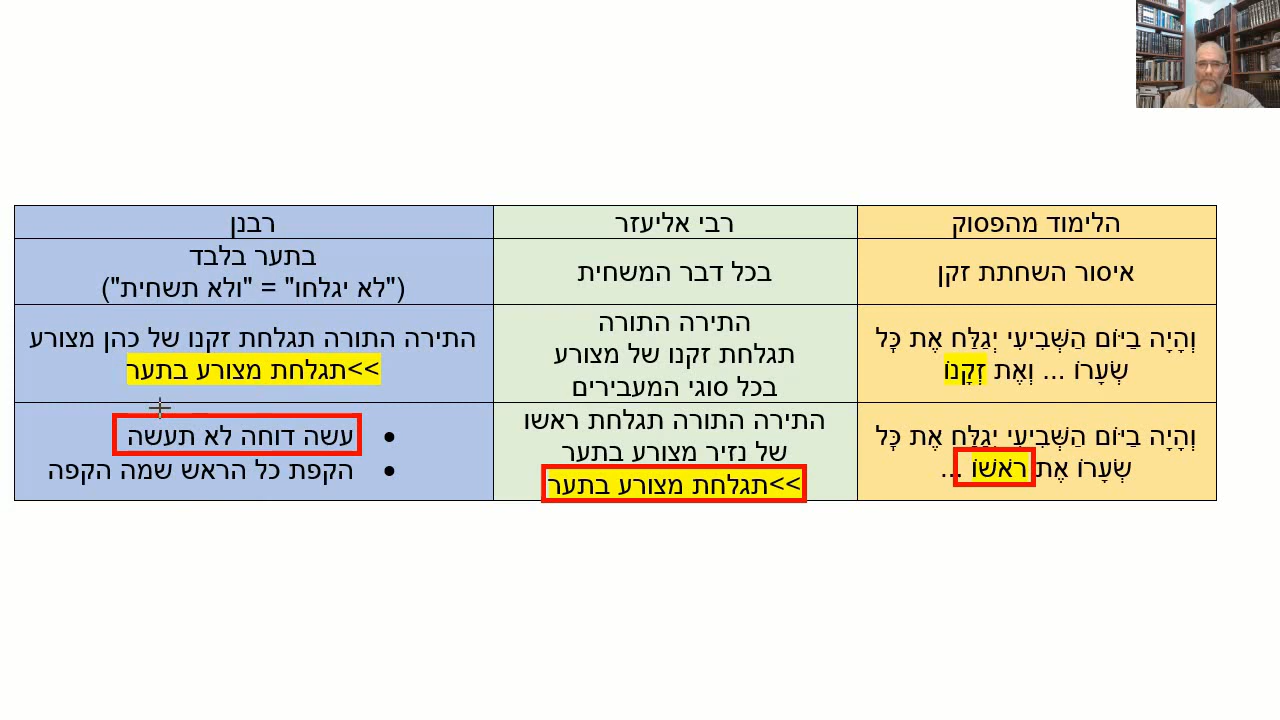 הלימוד מהפסוק
רבי אליעזר
רבנן
איסור השחתת זקן
בכל דבר המשחית
בתער בלבד
("לא יגלחו" = "ולא תשחית")
וְהָיָה בַיּוֹם הַשְּׁבִיעִי יְגַלַּח אֶת כׇּל
שְׂעָרוֹ ... וְאֶת זְקָנוֹ
התירה התורה
תגלחת זקנו של מצורע
בכל סוגי המעבירים
התירה התורה תגלחת זקנו של כהן מצורע
>>תגלחת מצורע בתער
וְהָיָה בַיּוֹם הַשְּׁבִיעִי יְגַלַּח אֶת כׇּל
שְׂעָרוֹ אֶת רֹאשׁוֹ ...
התירה התורה תגלחת ראשו
של נזיר מצורע בתער
>>תגלחת מצורע בתער
• עשה דוחה לא תעשה
• הקפת כל הראש שמה הקפה